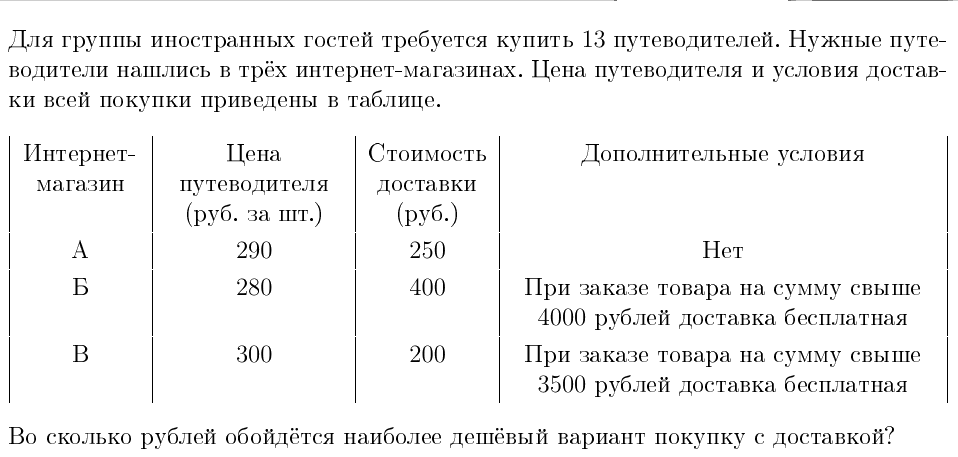 Для группы иностранных гостей требуется купить 13 путеводителей. Нужные путе-
водители нашлись в трёх интернет-магазинах. Цена путеводителя и условия достав-
ки всей покупки приведены в таблице.
Интернет- Цена Стоимость Дополнительные условия
магазин путеводителя доставки
(руб. за шт.) (руб.)
А 290 250 Нет
Б 280 400 При заказе товара на сумму свыше
4000 рублей доставка бесплатная
В 300 200 При заказе товара на сумму свыше
3500 рублей доставка бесплатная
Во сколько рублей обойдётся наиболее дешёвый вариант покупку с доставкой?